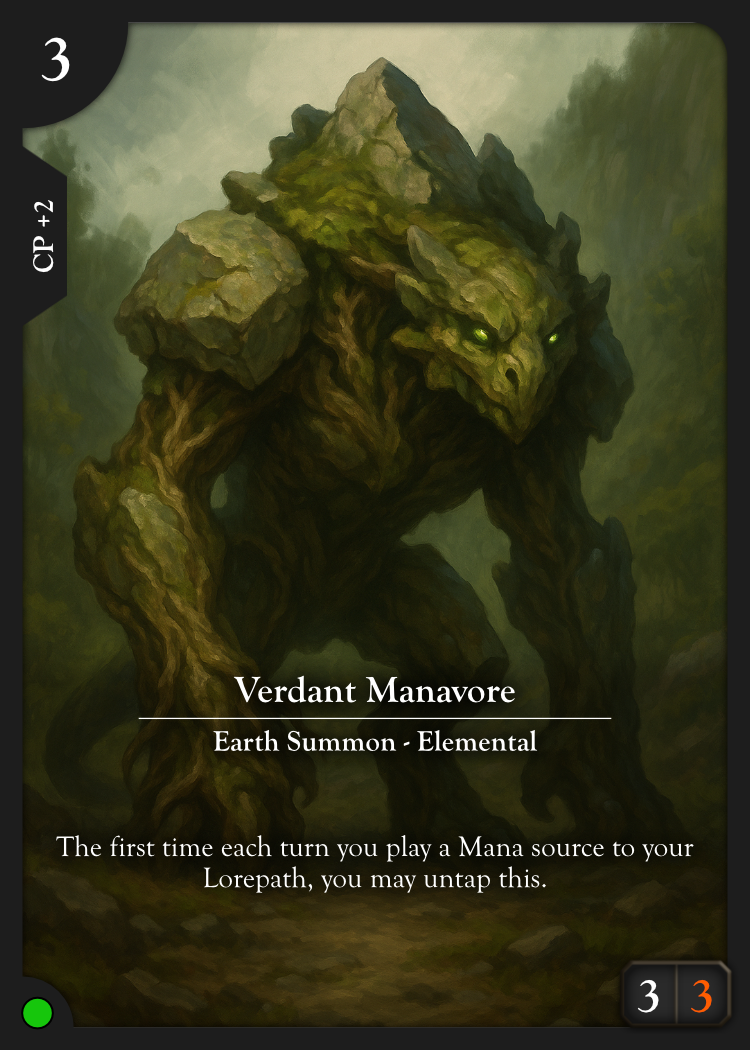 3
CP +2
Verdant Manavore
Earth Summon - Elemental
The first time each turn you play a Mana source to your
Lorepath, you may untap this.
3 3